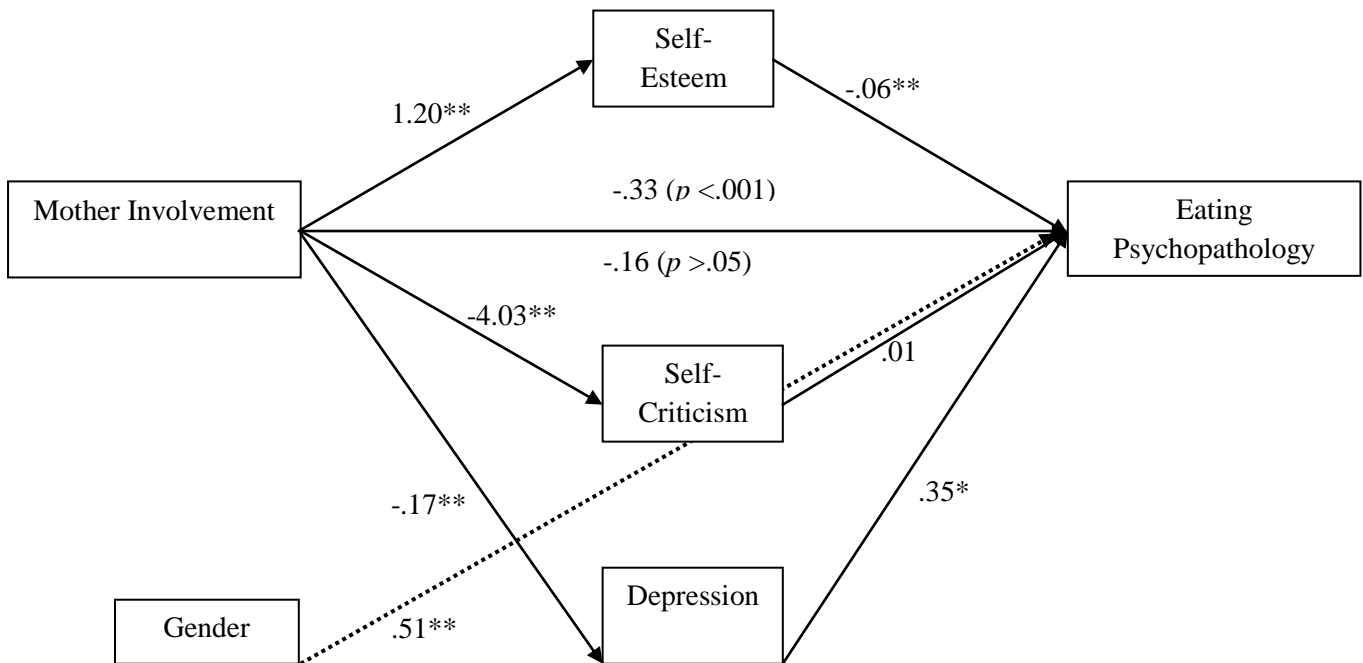 Self-
Esteem
1.20**
-.06**
Mother Involvement
-.33 (p <.001)
Eating
Psychopathology
-.16 (p >.05)
-4.03**
Self-
Criticism
.01
-.17**
.35*
Depression
Gender
.51**